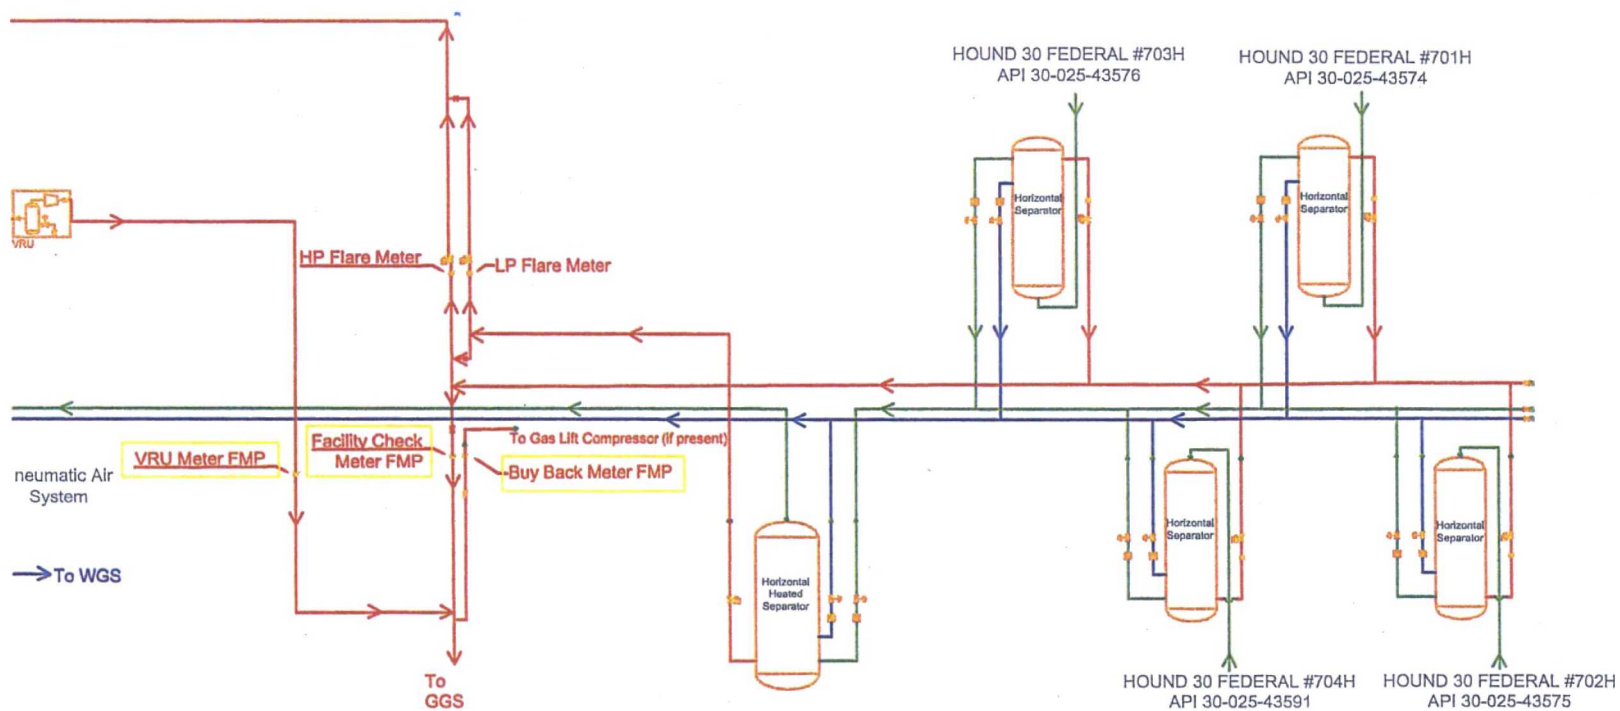 HOUND 30 FEDERAL #703H
API 30-025-43576
HOUND 30 FEDERAL #701H
API 30-025-43574
Horizontal
Separator
Horizontal
Separator
VRU
HP Flare Meter
LP Flare Meter
To Gas Lift Compressor (if present)
Facility Check
Meter FMP
VRU Meter FMP
Buy Back Meter FMP
neumatic Air
System
Horizontal
Separator
Horizontal
Separator
To WGS
Horizontal
Heated
Separator
To
GGS
HOUND 30 FEDERAL #704H
API 30-025-43591
HOUND 30 FEDERAL #702H
API 30-025-43575